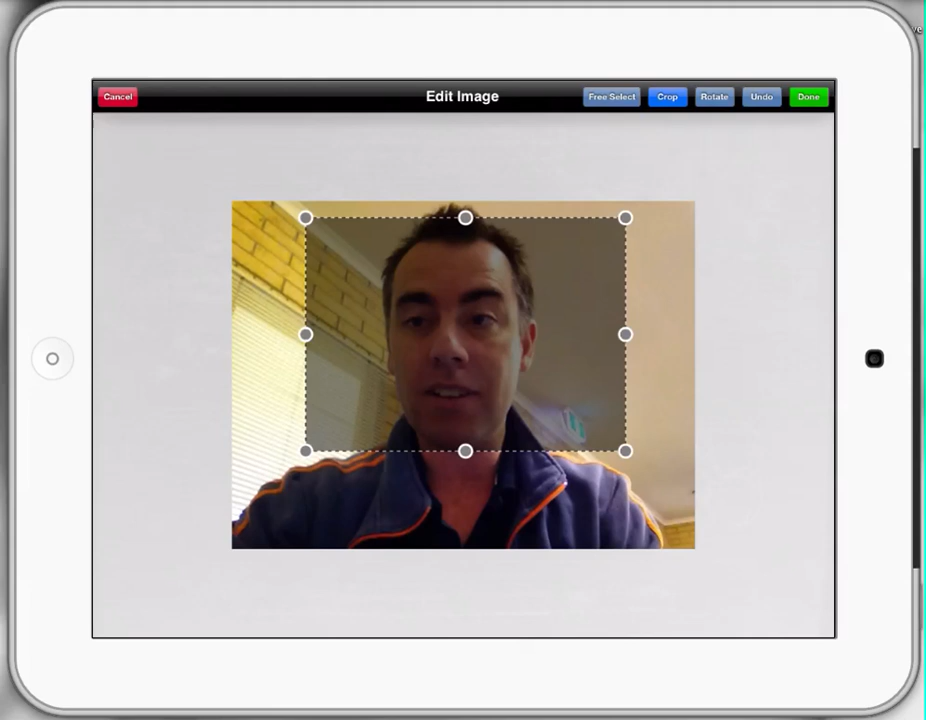 Cancel
Edit Image
Free Select
Crop
Rotate
Undo
Done